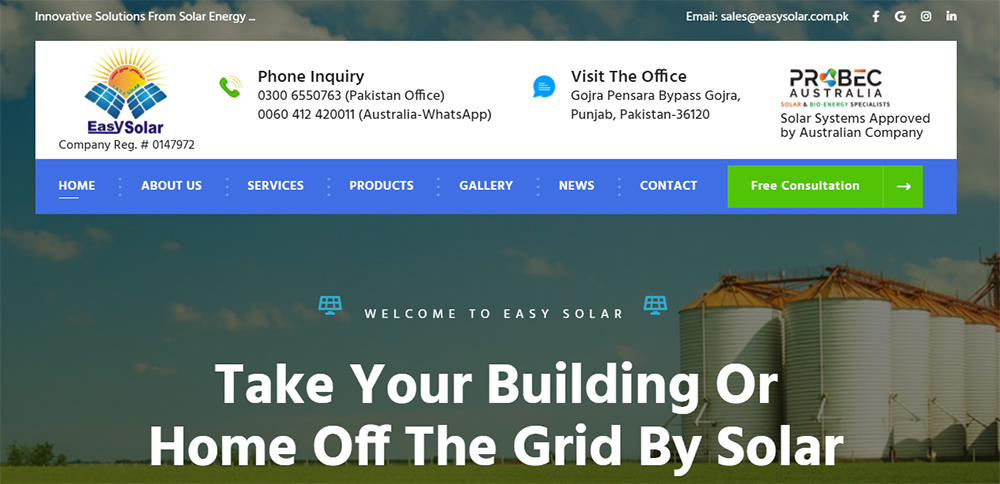 Innovative Solutions From Solar Energy ...
Email: sales@easysolar.com.pk
EasySolar
Company Reg. # 0147972
Phone Inquiry
0300 6550763 (Pakistan Office)
0060 412 420011 (Australia-WhatsApp)
Visit The Office
Gojra Pensara Bypass Gojra,
Punjab, Pakistan-36120
PROBEC
AUSTRALIA
SOLAR & BIO-ENERGY SPECIALISTS
Solar Systems Approved
by Australian Company
HOME
ABOUT US
SERVICES
PRODUCTS
GALLERY
NEWS
CONTACT
Free Consultation
WELCOME TO EASY SOLAR
Take Your Building Or
Home Off The Grid By Solar